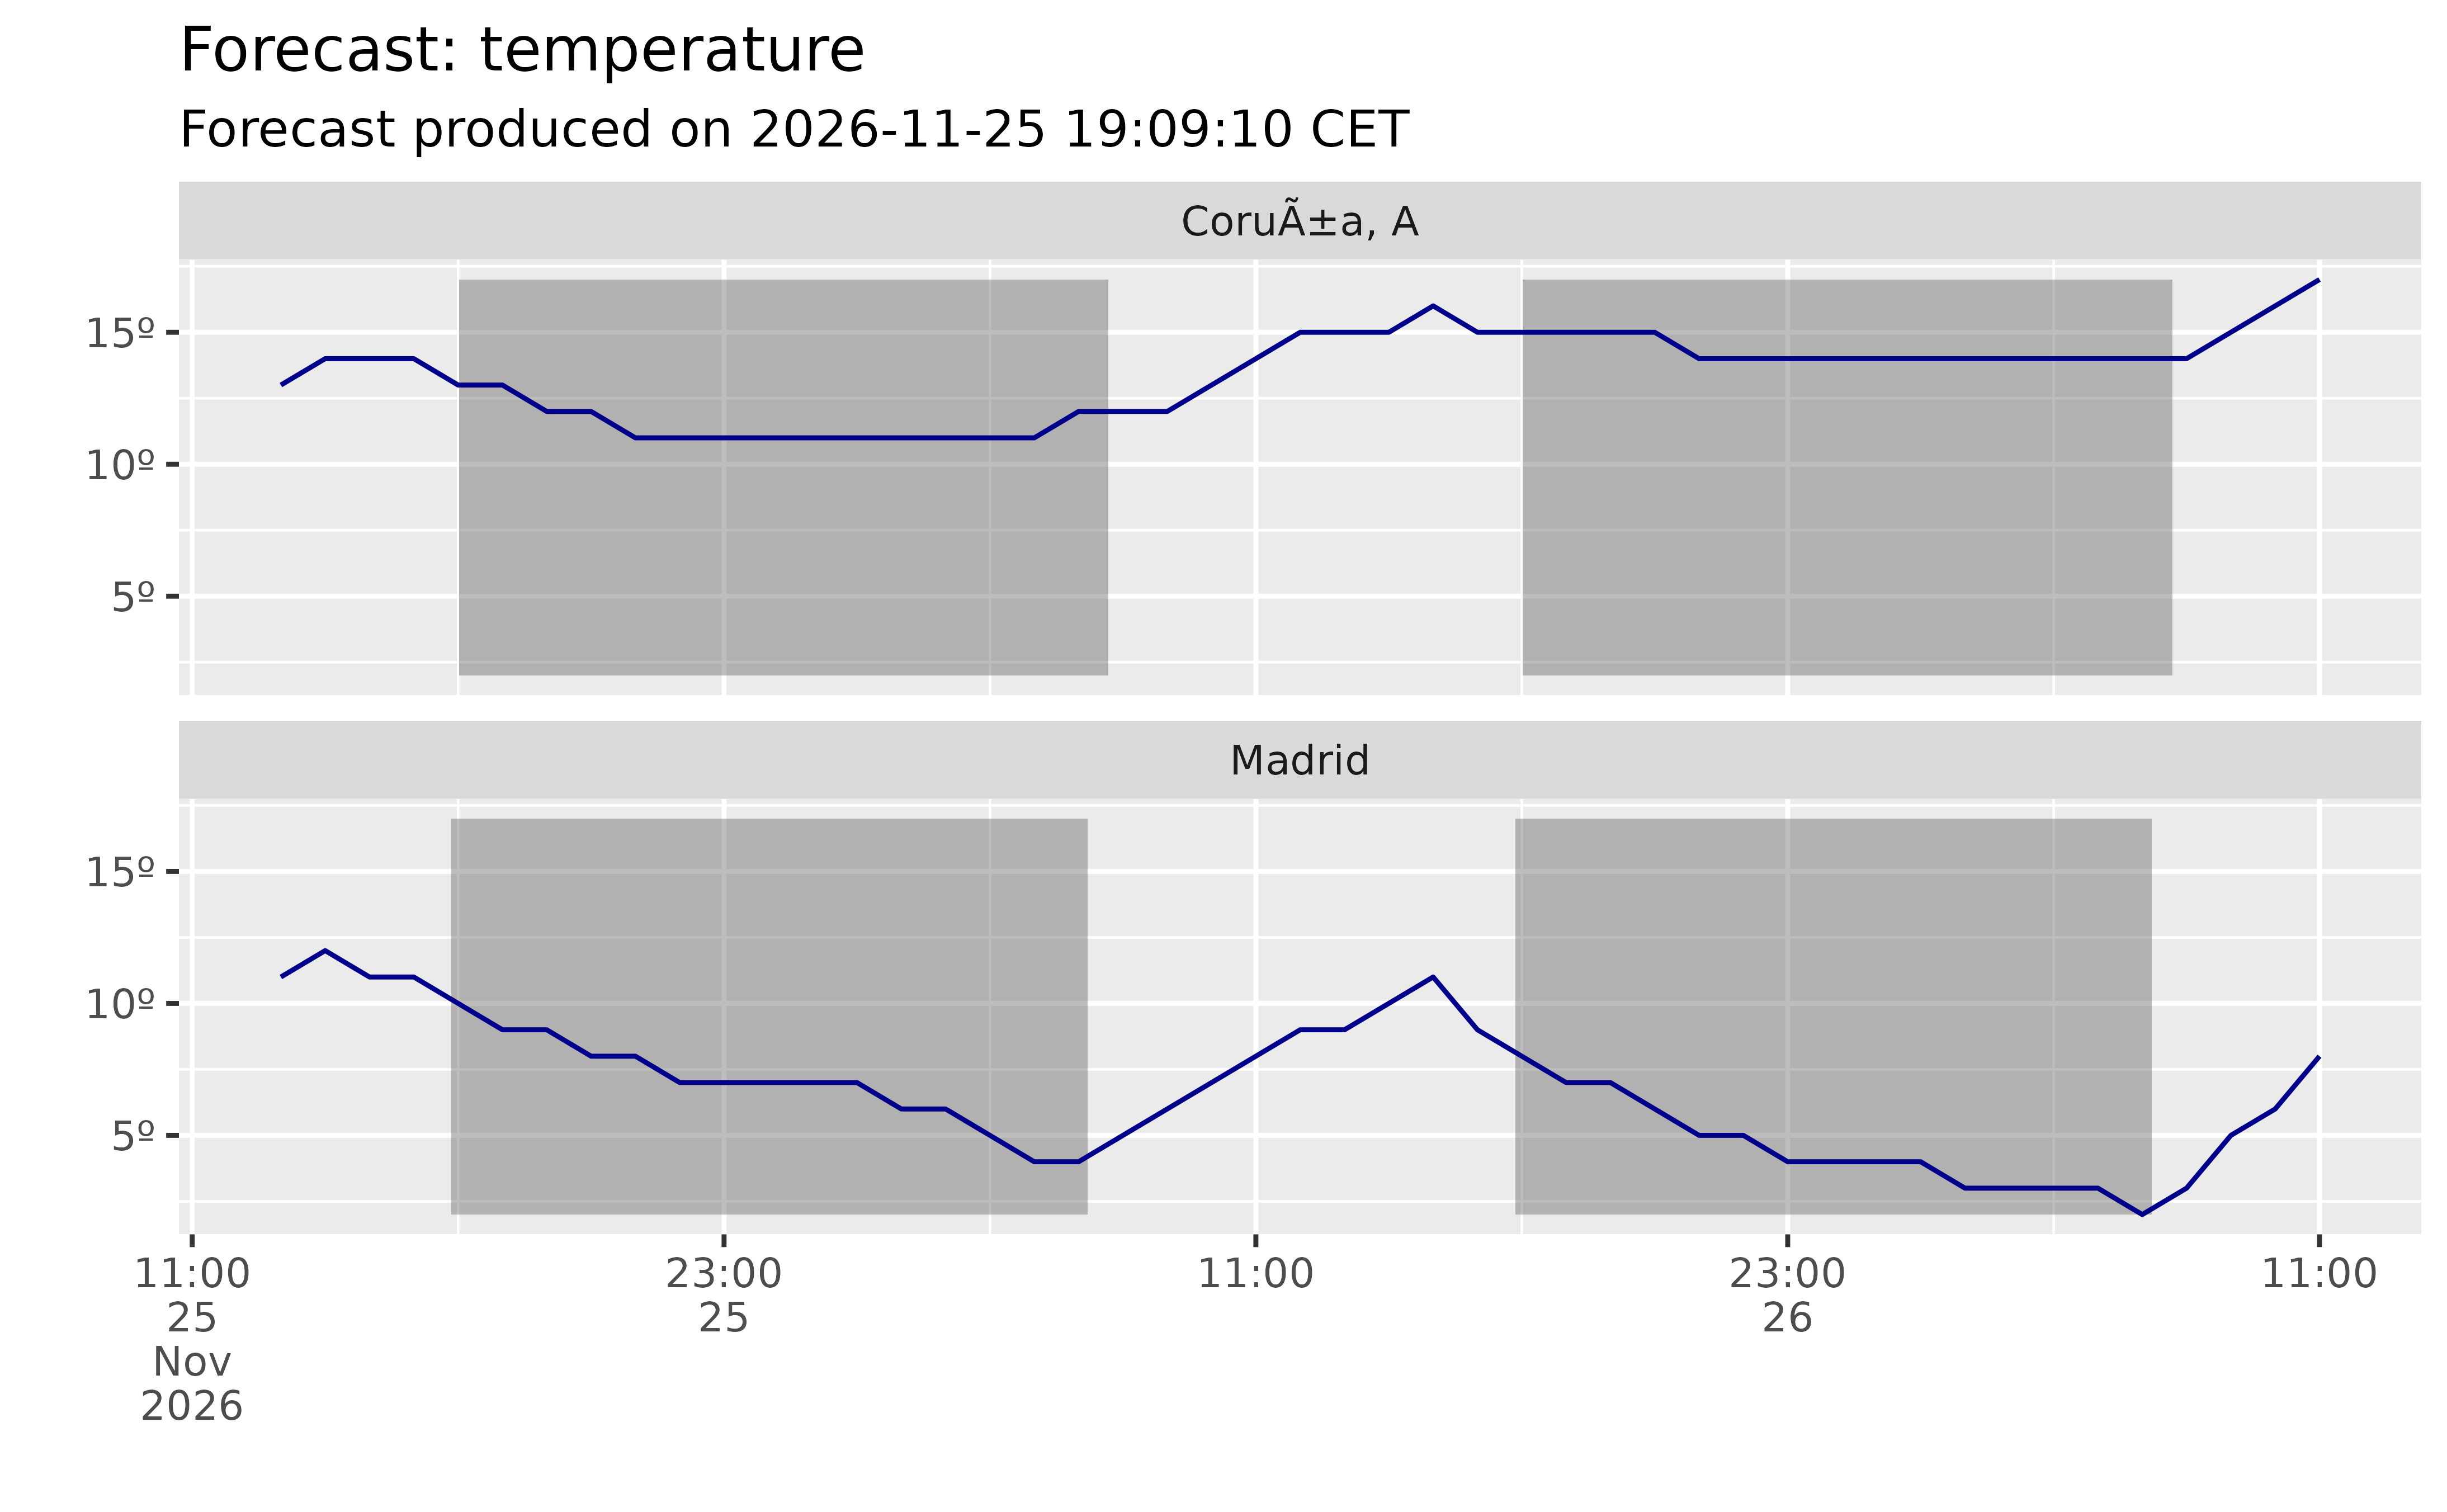 Forecast: temperature
Forecast produced on 2026-11-25 19:09:10 CET
CoruÃ±a, A
15º
10º
5º
Madrid
15º
10º
5º
11:00 23:00 11:00 23:00 11:00
25 25 26
Nov
2026